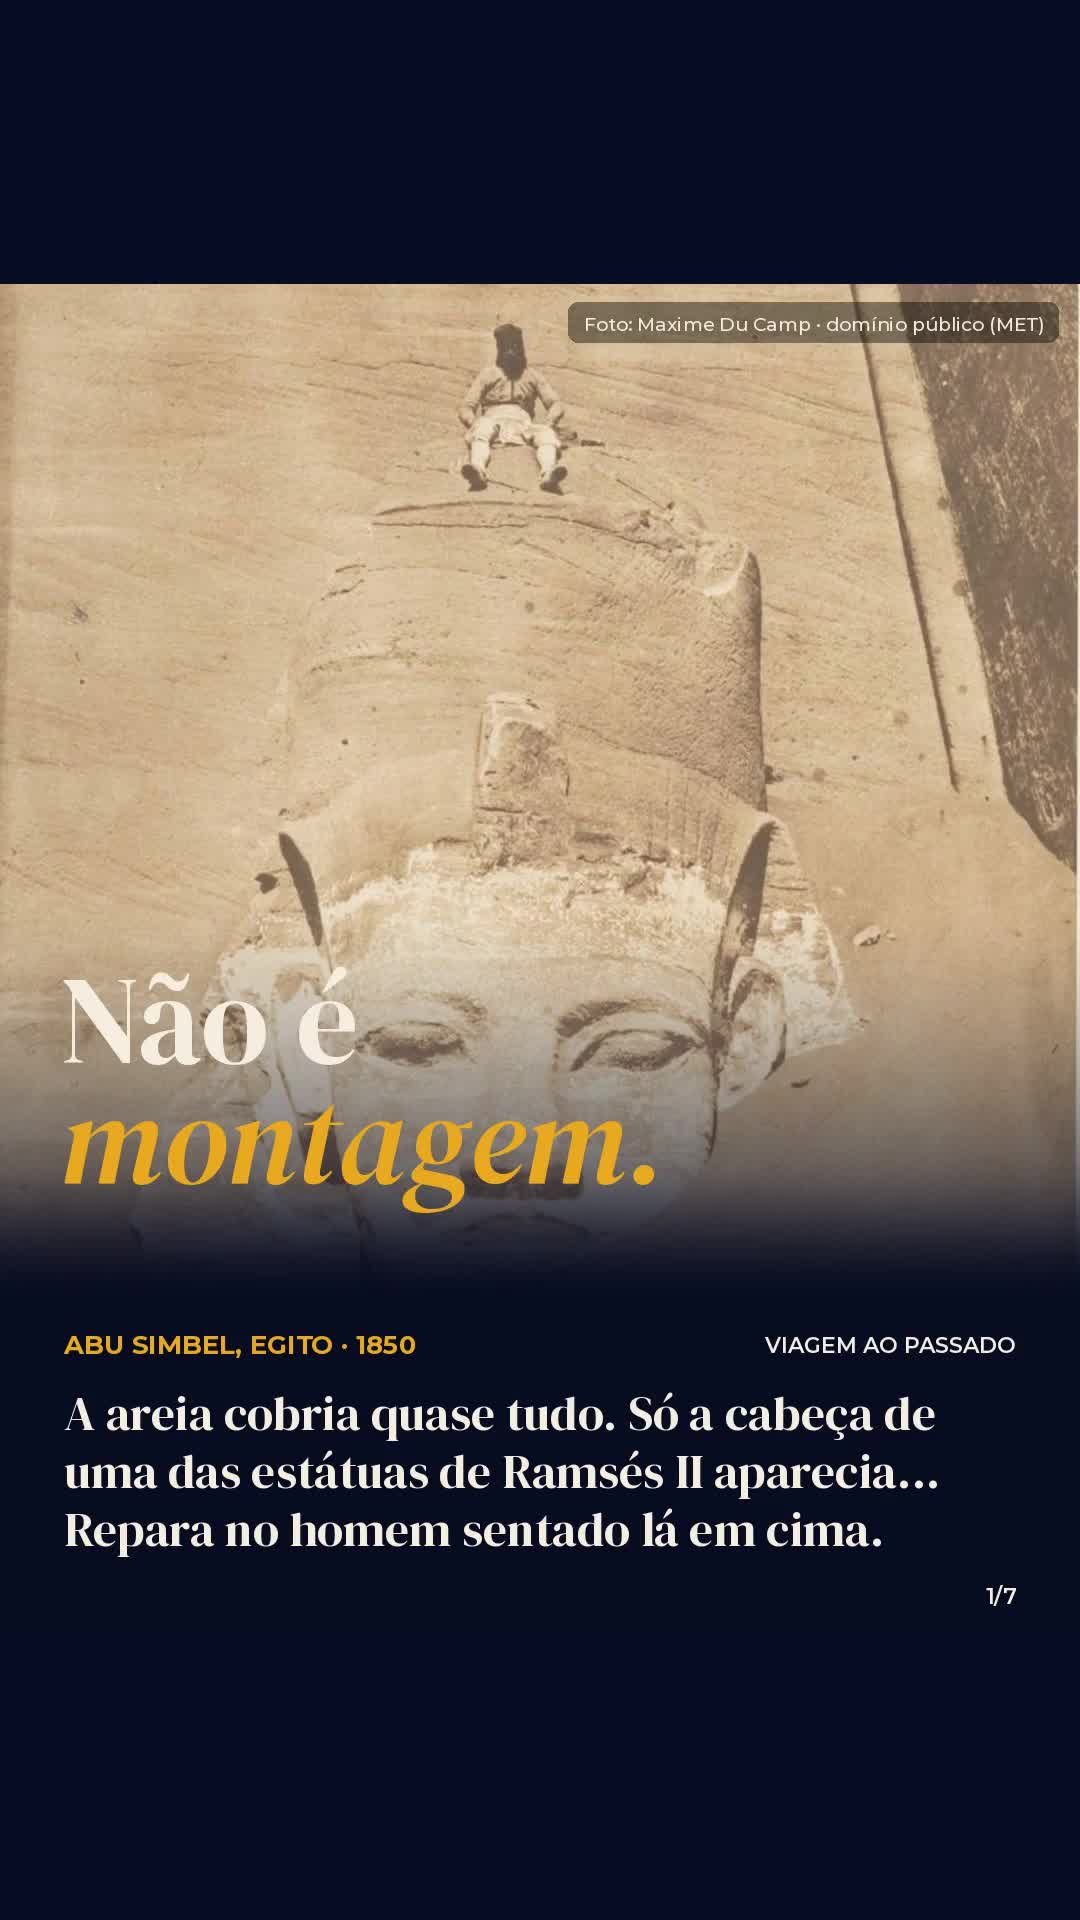 Foto: Maxime Du Camp · domínio público (MET)
Não é
montagem.
ABU SIMBEL, EGITO · 1850
VIAGEM AO PASSADO
A areia cobria quase tudo. Só a cabeça de
uma das estátuas de Ramsés II aparecia...
Repara no homem sentado lá em cima.
1/7